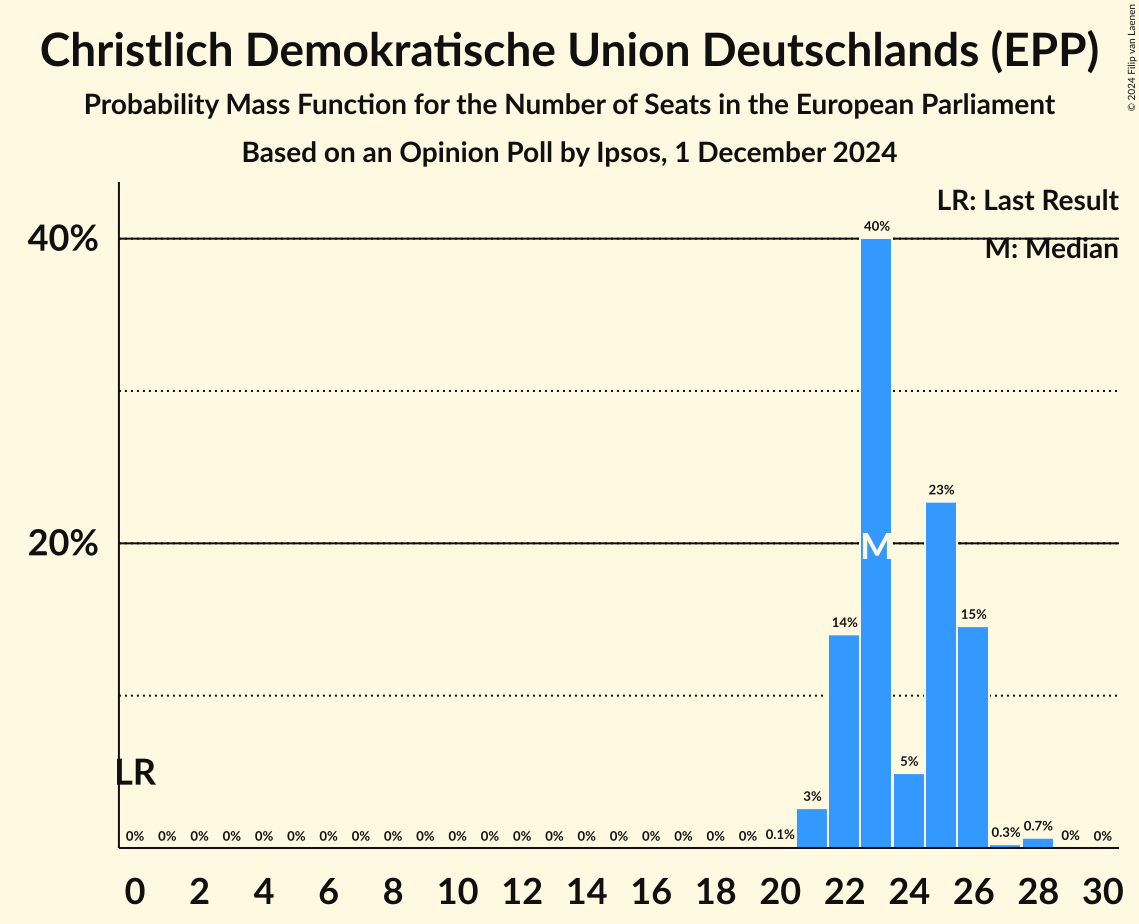 Christlich Demokratische Union Deutschlands (EPP)
Probability Mass Function for the Number of Seats in the European Parliament
Based on an Opinion Poll by Ipsos, 1 December 2024
© 2024 Filip van Laenen
LR: Last Result
M: Median
40%
20%
40%
23%
M
14%
15%
5%
3%
LR
0% 0% 0% 0% 0% 0% 0% 0% 0% 0% 0% 0% 0% 0% 0% 0% 0% 0% 0% 0% 0.1% 0.3% 0.7% 0% 0%
0 2 4 6 8 10 12 14 16 18 20 22 24 26 28 30